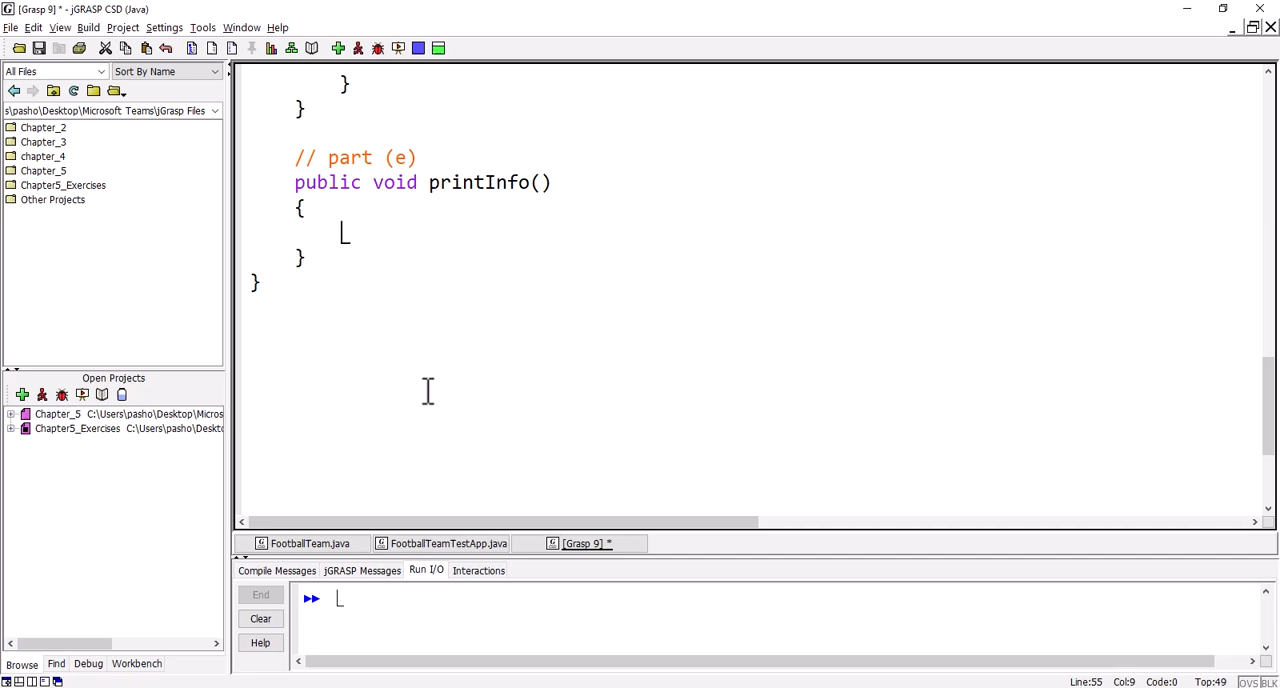 [Grasp 9] * - jGRASP CSD (Java)
File Edit View Build Project Settings Tools Window Help
All Files Sort By Name
s\pasho\Desktop\Microsoft Teams\jGrasp Files
Chapter_2
Chapter_3
chapter_4
Chapter_5
Chapter5_Exercises
Other Projects
}
}
// part (e)
public void printInfo()
{
}
}
Open Projects
Chapter_5 C:\Users\pasho\Desktop\Micros
Chapter5_Exercises C:\Users\pasho\Deskto
Browse Find Debug Workbench
FootballTeam.java FootballTeamTestApp.java [Grasp 9] *
Compile Messages jGRASP Messages Run I/O Interactions
End
Clear
Help
Line:55 Col:9 Code:0 Top:49 OVS BLK